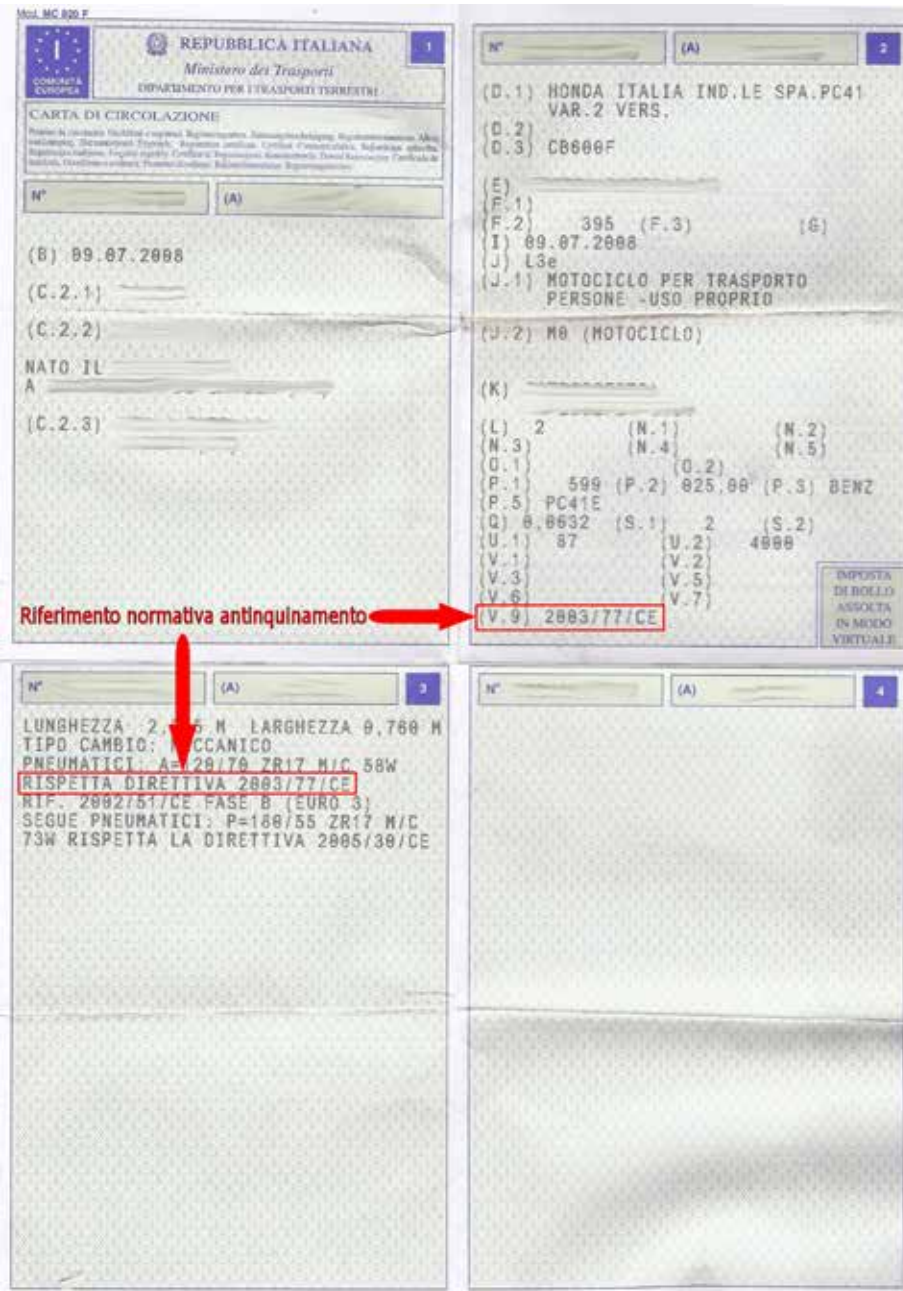 Mod. MC 820 F
COMUNITÀ
EUROPEA
I
REPUBBLICA ITALIANA
1
Ministero dei Trasporti
DIPARTIMENTO PER I TRASPORTI TERRESTRI
CARTA DI CIRCOLAZIONE
N°
(A)
(B) 09.07.2008
(C.2.1)
(C.2.2)
NATO IL
A
(C.2.3)
N°
(A)
2
(D.1) HONDA ITALIA IND.LE SPA.PC41
VAR.2 VERS.
(D.2)
(D.3) CB600F
(E)
(F.1)
(F.2) 395 (F.3) (G)
(I) 09.07.2008
(J) L3e
(J.1) MOTOCICLO PER TRASPORTO
PERSONE -USO PROPRIO
(J.2) M0 (MOTOCICLO)
(K)
(L) 2 (N.1) (N.2)
(N.3) (N.4) (N.5)
(O.1) (O.2)
(P.1) 599 (P.2) 025,00 (P.3) BENZ
(P.5) PC41E
(Q) 0.0632 (S.1) 2 (S.2)
(U.1) 87 (U.2) 4000
(V.1) (V.2)
(V.3) (V.5)
(V.6) (V.7)
(V.9) 2003/77/CE
IMPOSTA
DI BOLLO
ASSOLTA
IN MODO
VIRTUALE
Riferimento normativa antinquinamento
N°
(A)
3
LUNGHEZZA M LARGHEZZA 0,760 M
TIPO CAMBIO: MECCANICO
PNEUMATICI: A= 20/70 ZR17 M/C 58W
RISPETTA DIRETTIVA 2003/77/CE
RIF. 2002/51/CE FASE B (EURO 3)
SEGUE PNEUMATICI: P=180/55 ZR17 M/C
73W RISPETTA LA DIRETTIVA 2005/30/CE
N°
(A)
4